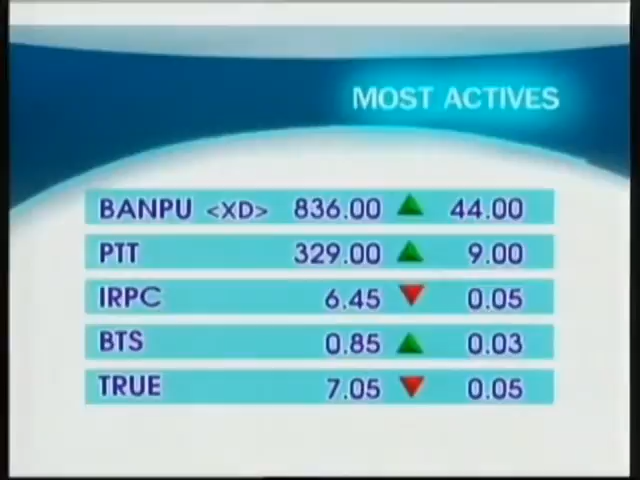 MOST ACTIVES
BANPU <XD> 836.00 ▲ 44.00
PTT 329.00 ▲ 9.00
IRPC 6.45 ▼ 0.05
BTS 0.85 ▲ 0.03
TRUE 7.05 ▼ 0.05